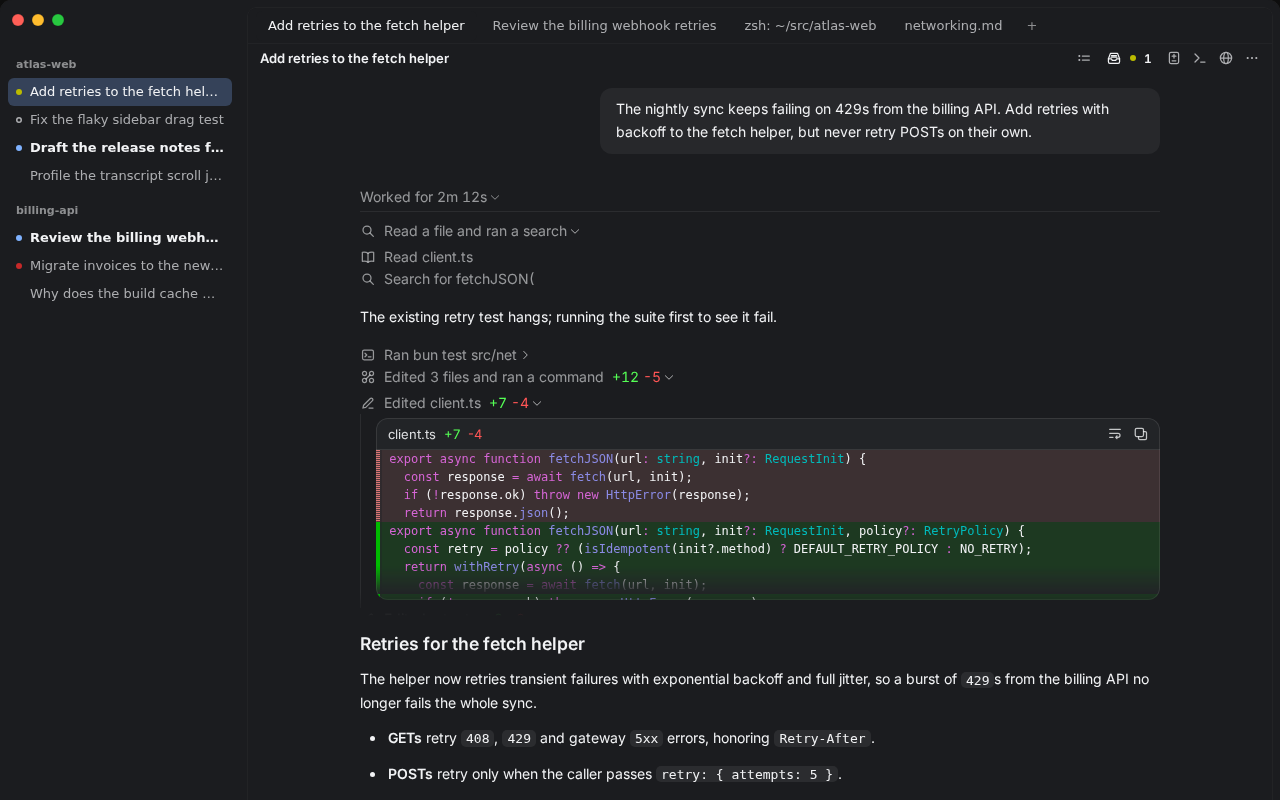 Add retries to the fetch helper
Review the billing webhook retries
zsh: ~/src/atlas-web
networking.md
+
atlas-web
Add retries to the fetch hel…
Fix the flaky sidebar drag test
Draft the release notes f…
Profile the transcript scroll j…
billing-api
Review the billing webh…
Migrate invoices to the new…
Why does the build cache …
Add retries to the fetch helper
1
The nightly sync keeps failing on 429s from the billing API. Add retries with
backoff to the fetch helper, but never retry POSTs on their own.
Worked for 2m 12s
Read a file and ran a search
Read client.ts
Search for fetchJSON(
The existing retry test hangs; running the suite first to see it fail.
Ran bun test src/net
Edited 3 files and ran a command +12 -5
Edited client.ts +7 -4
client.ts +7 -4
export async function fetchJSON(url: string, init?: RequestInit) {
const response = await fetch(url, init);
if (!response.ok) throw new HttpError(response);
return response.json();
export async function fetchJSON(url: string, init?: RequestInit, policy?: RetryPolicy) {
const retry = policy ?? (isIdempotent(init?.method) ? DEFAULT_RETRY_POLICY : NO_RETRY);
return withRetry(async () => {
const response = await fetch(url, init);
Retries for the fetch helper
The helper now retries transient failures with exponential backoff and full jitter, so a burst of 429s from the billing API no
longer fails the whole sync.
• GETs retry 408, 429 and gateway 5xx errors, honoring Retry-After.
• POSTs retry only when the caller passes retry: { attempts: 5 }.